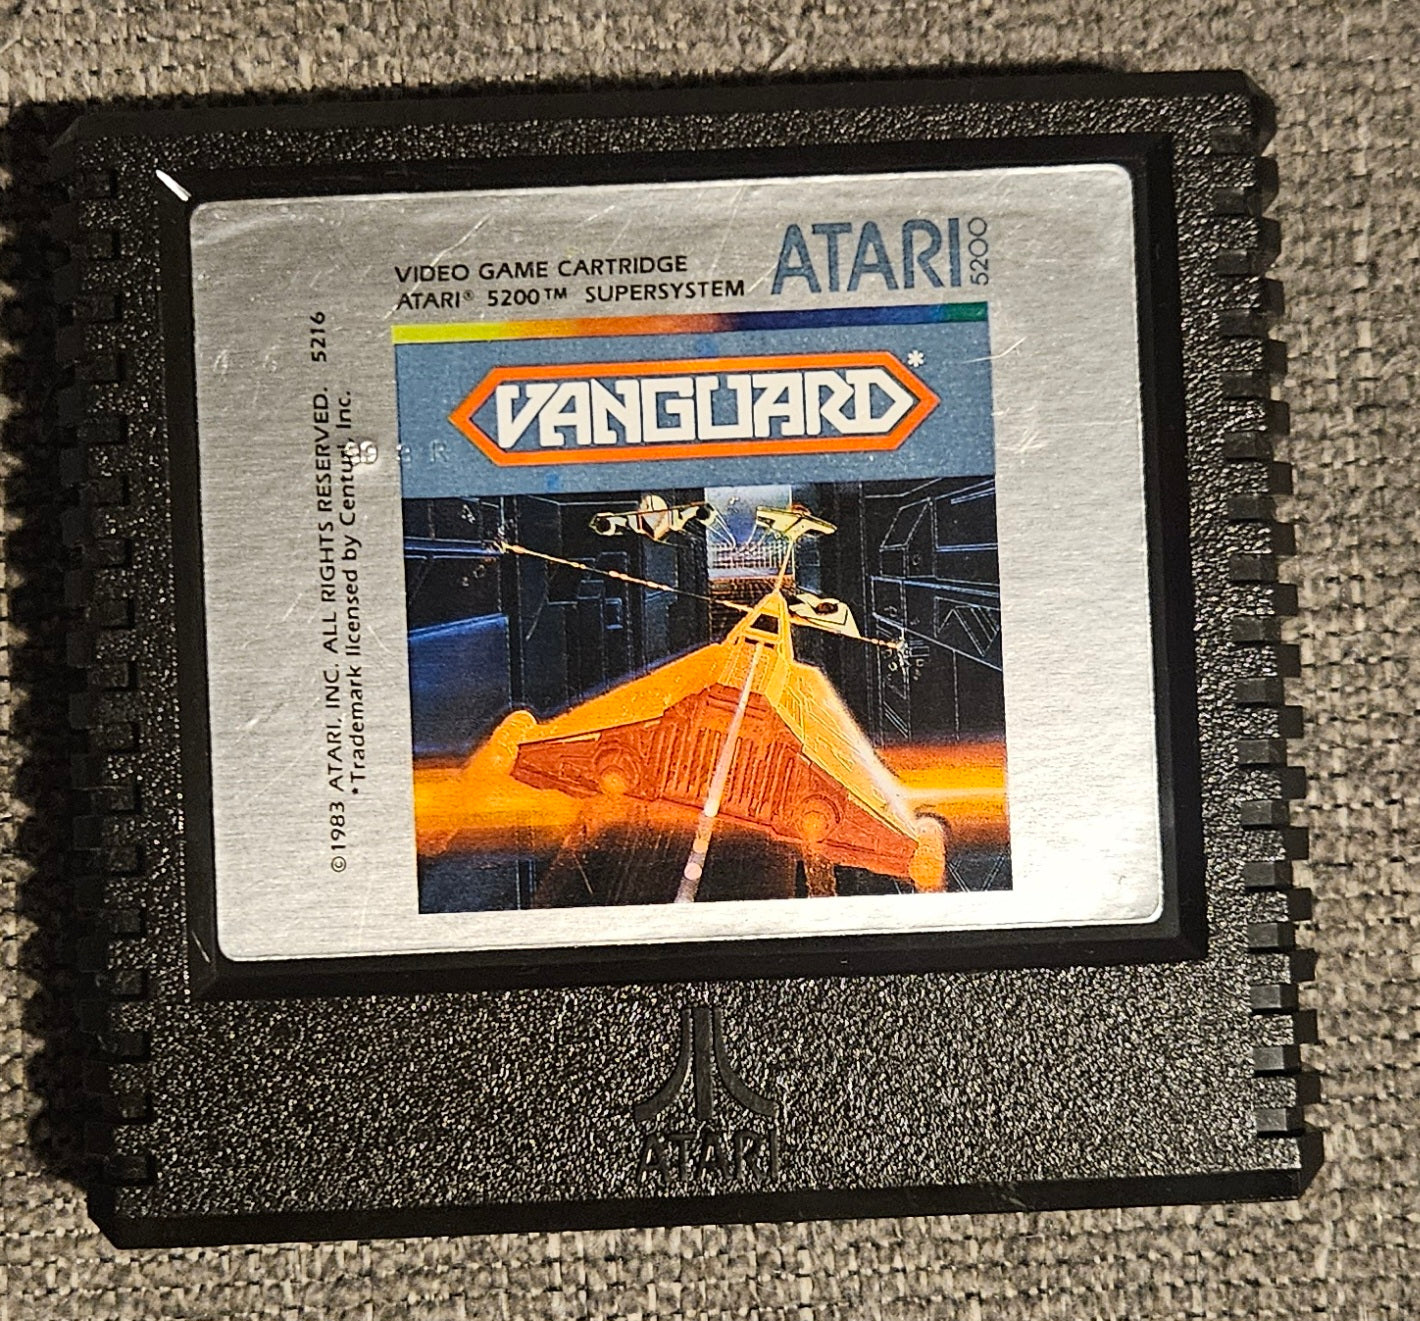 VIDEO GAME CARTRIDGE
ATARI® 5200™ SUPERSYSTEM
ATARI 5200
VANGUARD*
©1983 ATARI, INC. ALL RIGHTS RESERVED. 5216
*Trademark licensed by Centuri, Inc.
ATARI